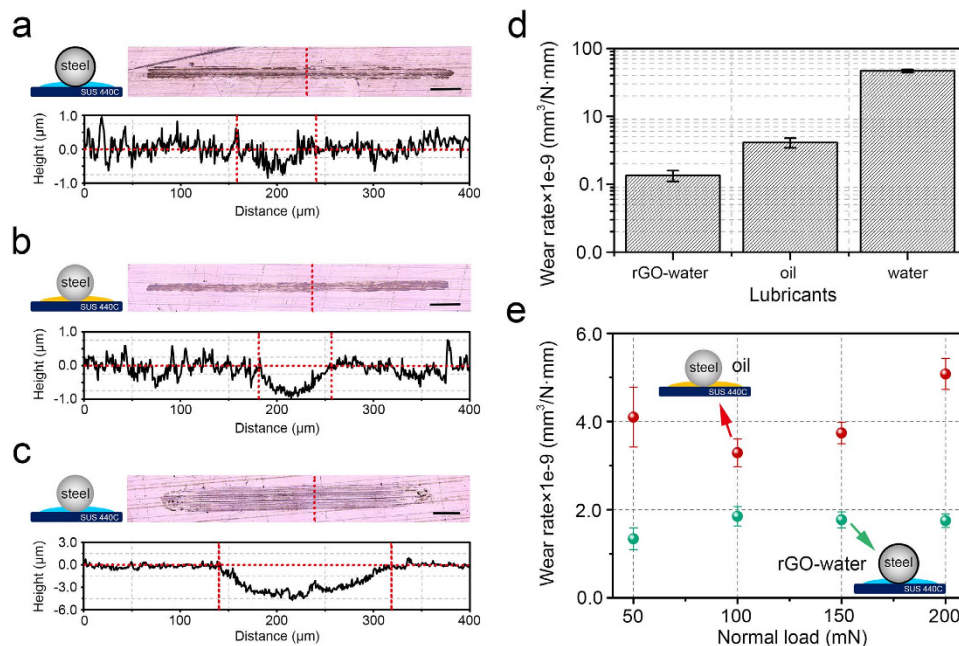 a
steel
SUS 440C
Height (μm)
1.0
0.0
-1.0
0 100 200 300 400
Distance (μm)
b
steel
SUS 440C
Height (μm)
1.0
0.0
-1.0
0 100 200 300 400
Distance (μm)
c
steel
SUS 440C
Height (μm)
3.0
0.0
-3.0
-6.0
0 100 200 300 400
Distance (μm)
d
Wear rate×1e-9 (mm³/N·mm)
100
10
1
0.1
0.0
rGO-water oil water
Lubricants
e
Wear rate×1e-9 (mm³/N·mm)
6.0
4.0
2.0
0.0
steel
oil
SUS 440C
rGO-water
steel
SUS 440C
50 100 150 200
Normal load (mN)